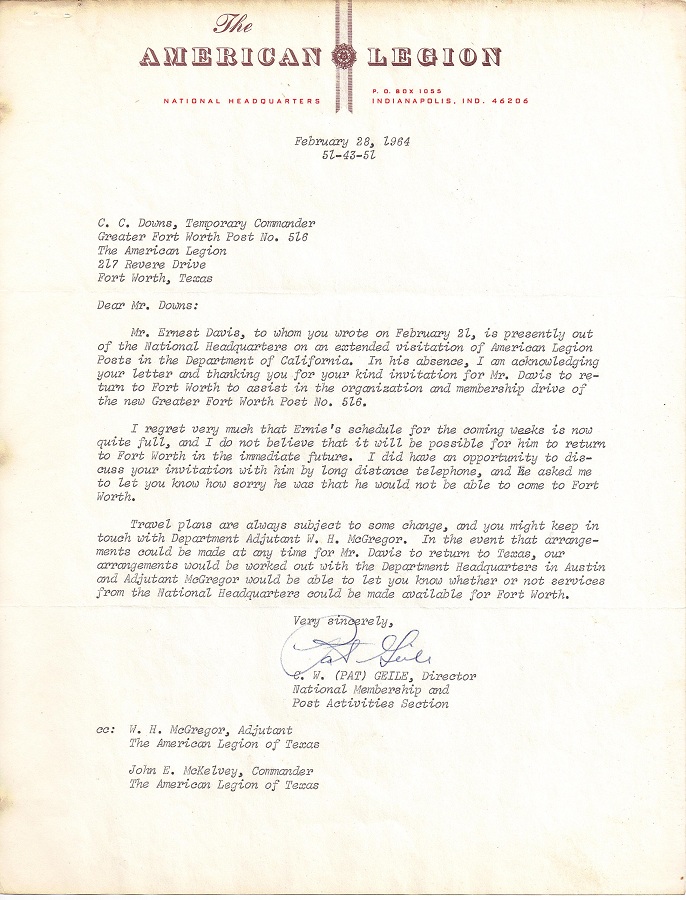 The
AMERICAN LEGION
NATIONAL HEADQUARTERS
P. O. BOX 1055
INDIANAPOLIS, IND. 46206
February 28, 1964
51-43-51
C. C. Downs, Temporary Commander
Greater Fort Worth Post No. 516
The American Legion
217 Revere Drive
Fort Worth, Texas
Dear Mr. Downs:
Mr. Ernest Davis, to whom you wrote on February 21, is presently out
of the National Headquarters on an extended visitation of American Legion
Posts in the Department of California. In his absence, I am acknowledging
your letter and thanking you for your kind invitation for Mr. Davis to re-
turn to Fort Worth to assist in the organization and membership drive of
the new Greater Fort Worth Post No. 516.
I regret very much that Ernie's schedule for the coming weeks is now
quite full, and I do not believe that it will be possible for him to return
to Fort Worth in the immediate future. I did have an opportunity to dis-
cuss your invitation with him by long distance telephone, and he asked me
to let you know how sorry he was that he would not be able to come to Fort
Worth.
Travel plans are always subject to some change, and you might keep in
touch with Department Adjutant W. H. McGregor. In the event that arrange-
ments could be made at any time for Mr. Davis to return to Texas, our
arrangements would be worked out with the Department Headquarters in Austin
and Adjutant McGregor would be able to let you know whether or not services
from the National Headquarters could be made available for Fort Worth.
Very sincerely,
Pat Geile
C. W. (PAT) GEILE, Director
National Membership and
Post Activities Section
cc: W. H. McGregor, Adjutant
The American Legion of Texas
John E. McKelvey, Commander
The American Legion of Texas